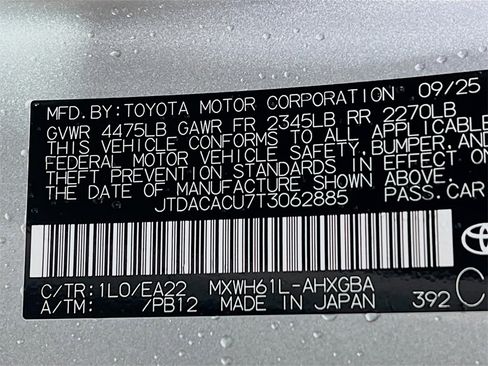 MFD.BY:TOYOTA MOTOR CORPORATION 09/25
GVWR 4475LB GAWR FR 2345LB RR 2270LB
THIS VEHICLE CONFORMS TO ALL APPLICABLE
FEDERAL MOTOR VEHICLE SAFETY,BUMPER,AND
THEFT PREVENTION STANDARDS IN EFFECT ON
THE DATE OF MANUFACTURE SHOWN ABOVE.
JTDACACU7T3062885 PASS.CAR
C/TR:1L0/EA22 MXWH61L-AHXGBA
A/TM: /PB12 MADE IN JAPAN 392
C